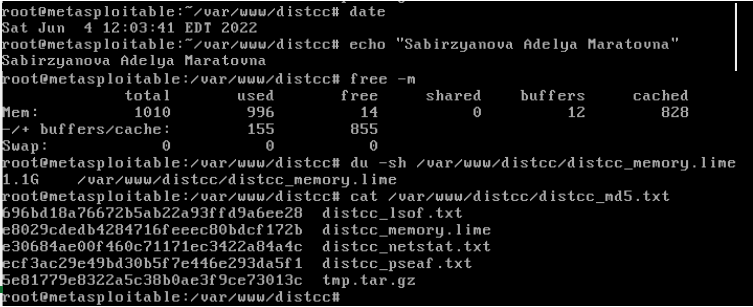 root@metasploitable:~/var/www/distcc# date
Sat Jun  4 12:03:41 EDT 2022
root@metasploitable:~/var/www/distcc# echo "Sabirzyanova Adelya Maratovna"
Sabirzyanova Adelya Maratovna
root@metasploitable:/var/www/distcc# free -m
             total       used       free     shared    buffers     cached
Mem:          1010        996         14          0         12        828
-/+ buffers/cache:        155        855
Swap:            0          0          0
root@metasploitable:/var/www/distcc# du -sh /var/www/distcc/distcc_memory.lime
1.1G    /var/www/distcc/distcc_memory.lime
root@metasploitable:/var/www/distcc# cat /var/www/distcc/distcc_md5.txt
696bd18a76672b5ab22a93ffd9a6ee28  distcc_lsof.txt
e8029cdedb4284716feeec80bdcf172b  distcc_memory.lime
e30684ae00f460c71171ec3422a84a4c  distcc_netstat.txt
ecf3ac29e49bd30b5f7e446e293da5f1  distcc_pseaf.txt
5e81779e8322a5c38b0ae3f9ce73013c  tmp.tar.gz
root@metasploitable:/var/www/distcc#